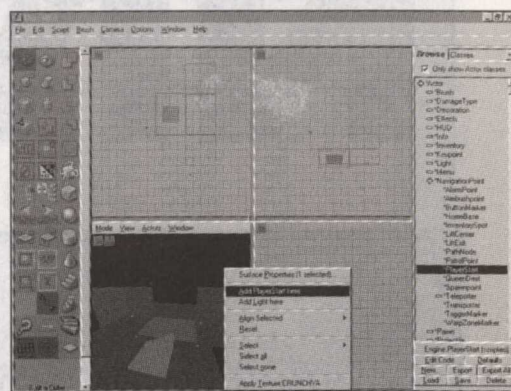 File Edit Script Brush Camera Options Window Help
Browse Classes
Only show Actor classes
Actor
*Brush
*DamageType
*Decoration
*Effects
*HUD
*Info
*Inventory
*Keypoint
*Light
*Menu
*NavigationPoint
*AlarmPoint
*Ambushpoint
*ButtonMarker
*HomeBase
*InventorySpot
*LiftCenter
*LiftExit
*PathNode
*PatrolPoint
*PlayerStart
*QueenDest
*Spawnpoint
*Teleporter
*TriggerMarker
*WarpZoneMarker
*Pawn
Mode View Actors Window
Surface Properties (1 selected)...
Add PlayerStart here
Add Light here
Align Selected
Reset
Select
Select all
Select none
Apply Texture
Edit Code Defaults
New Export Export All
Load Save Delete